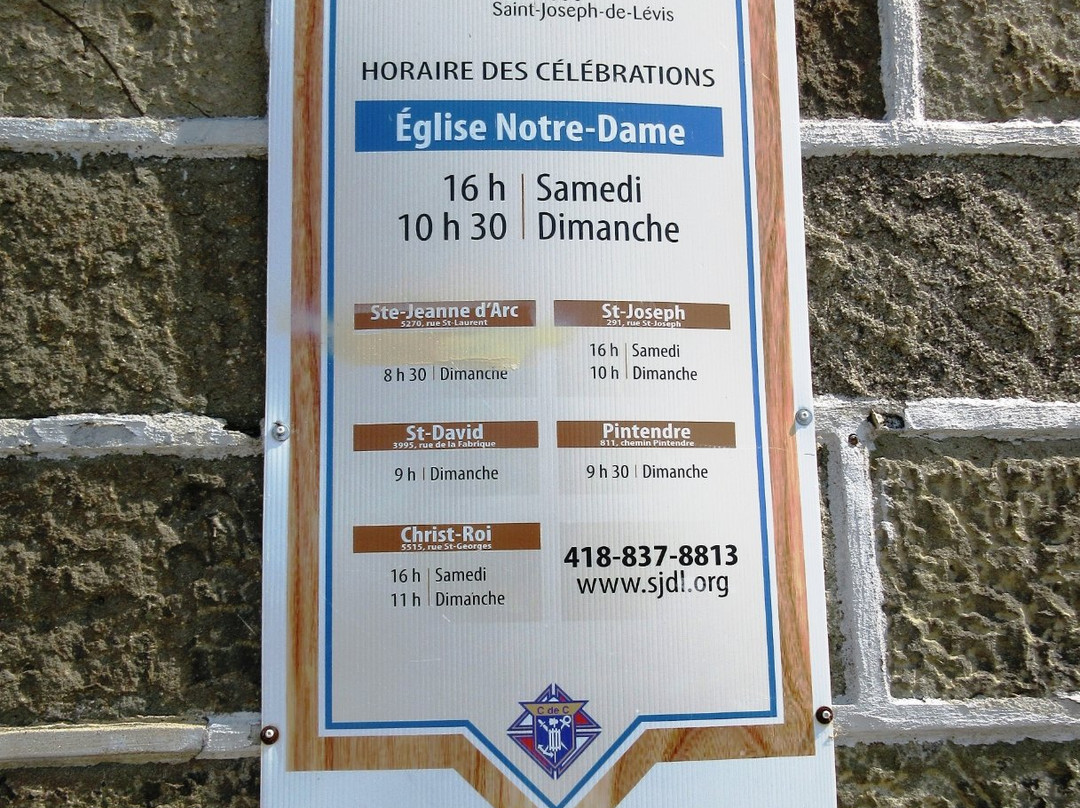 Saint-Joseph-de-Lévis
HORAIRE DES CÉLÉBRATIONS
Église Notre-Dame
16 h | Samedi
10 h 30 | Dimanche
Ste-Jeanne d'Arc
5270, rue St-Laurent
8 h 30 | Dimanche
St-Joseph
291, rue St-Joseph
16 h | Samedi
10 h | Dimanche
St-David
3995, rue de la Fabrique
9 h | Dimanche
Pintendre
811, chemin Pintendre
9 h 30 | Dimanche
Christ-Roi
5515, rue St-Georges
16 h | Samedi
11 h | Dimanche
418-837-8813
www.sjdl.org
C de C